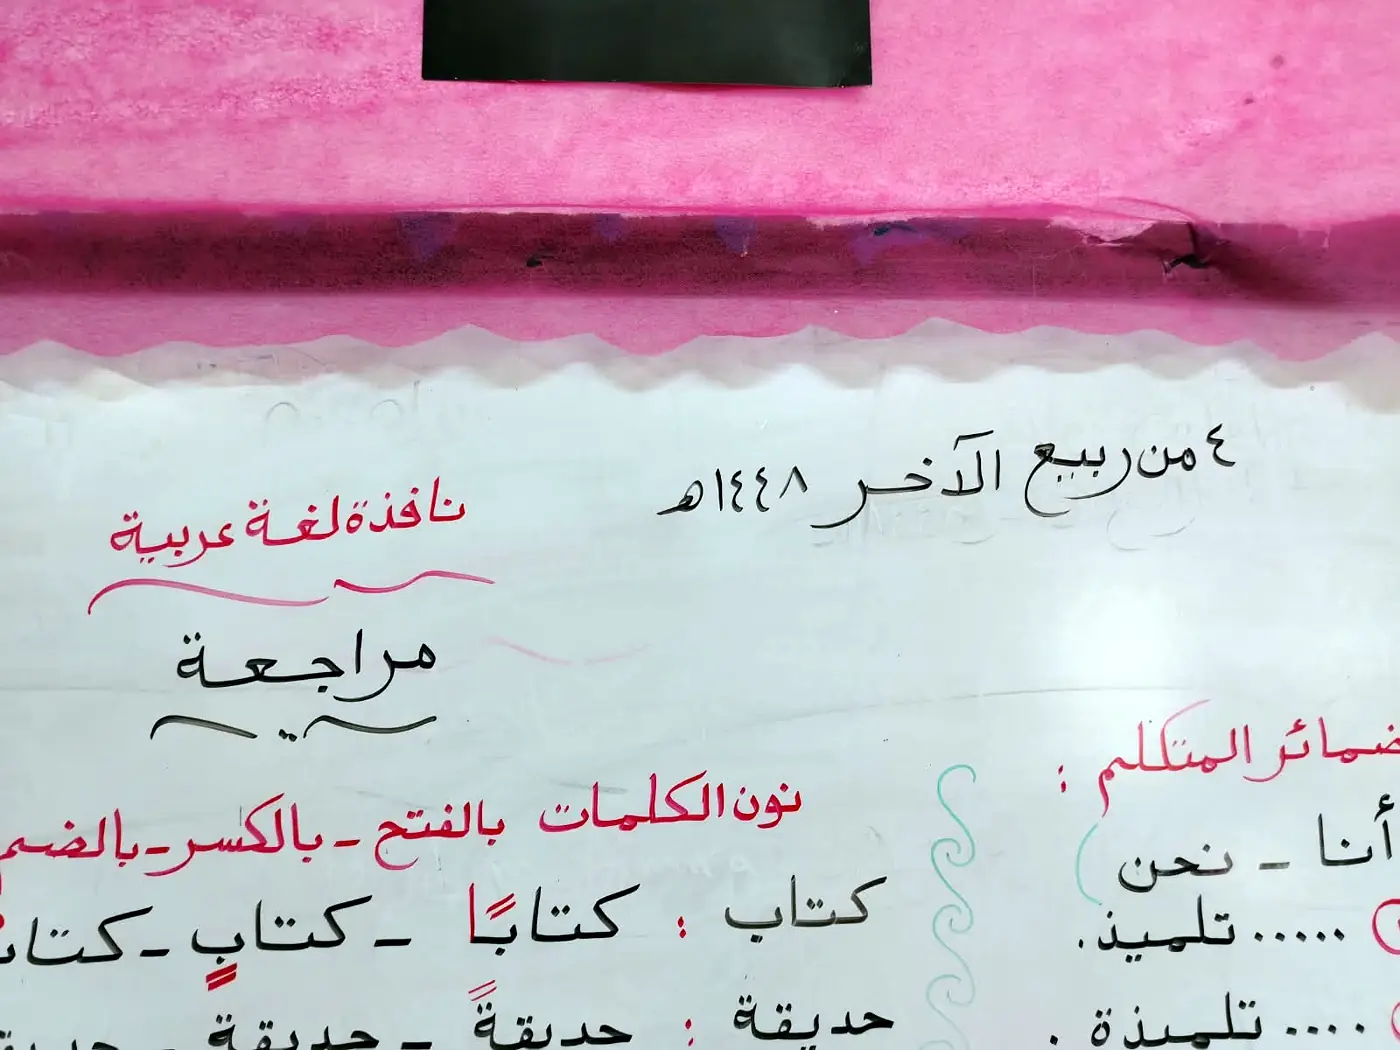 ٤ من ربيع الآخر ١٤٤٨هـ
نافذة لغة عربية
مراجعة
ضمائر المتكلم :
أنا - نحن
..... تلميذ.
.... تلميذة .
نون الكلمات بالفتح - بالكسر - بالضم
كتاب : كتابًا - كتابٍ - كتاب
حديقة : حديقةً - حديقة -